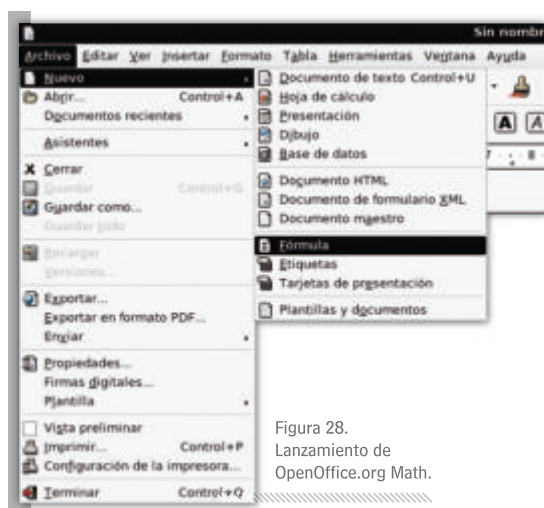 Sin nombr
Archivo Editar Ver Insertar Formato Tabla Herramientas Ventana Ayuda
Nuevo
Abrir... Control+A
Documentos recientes
Asistentes
Cerrar
Guardar Control+G
Guardar como...
Guardar todo
Recargar
Versiones...
Exportar...
Exportar en formato PDF...
Enviar
Propiedades...
Firmas digitales...
Plantilla
Vista preliminar
Imprimir... Control+P
Configuración de la impresora...
Terminar Control+Q
Documento de texto Control+U
Hoja de cálculo
Presentación
Dibujo
Base de datos
Documento HTML
Documento de formulario XML
Documento maestro
Fórmula
Etiquetas
Tarjetas de presentación
Plantillas y documentos
A A
7 8
Figura 28.
Lanzamiento de
OpenOffice.org Math.